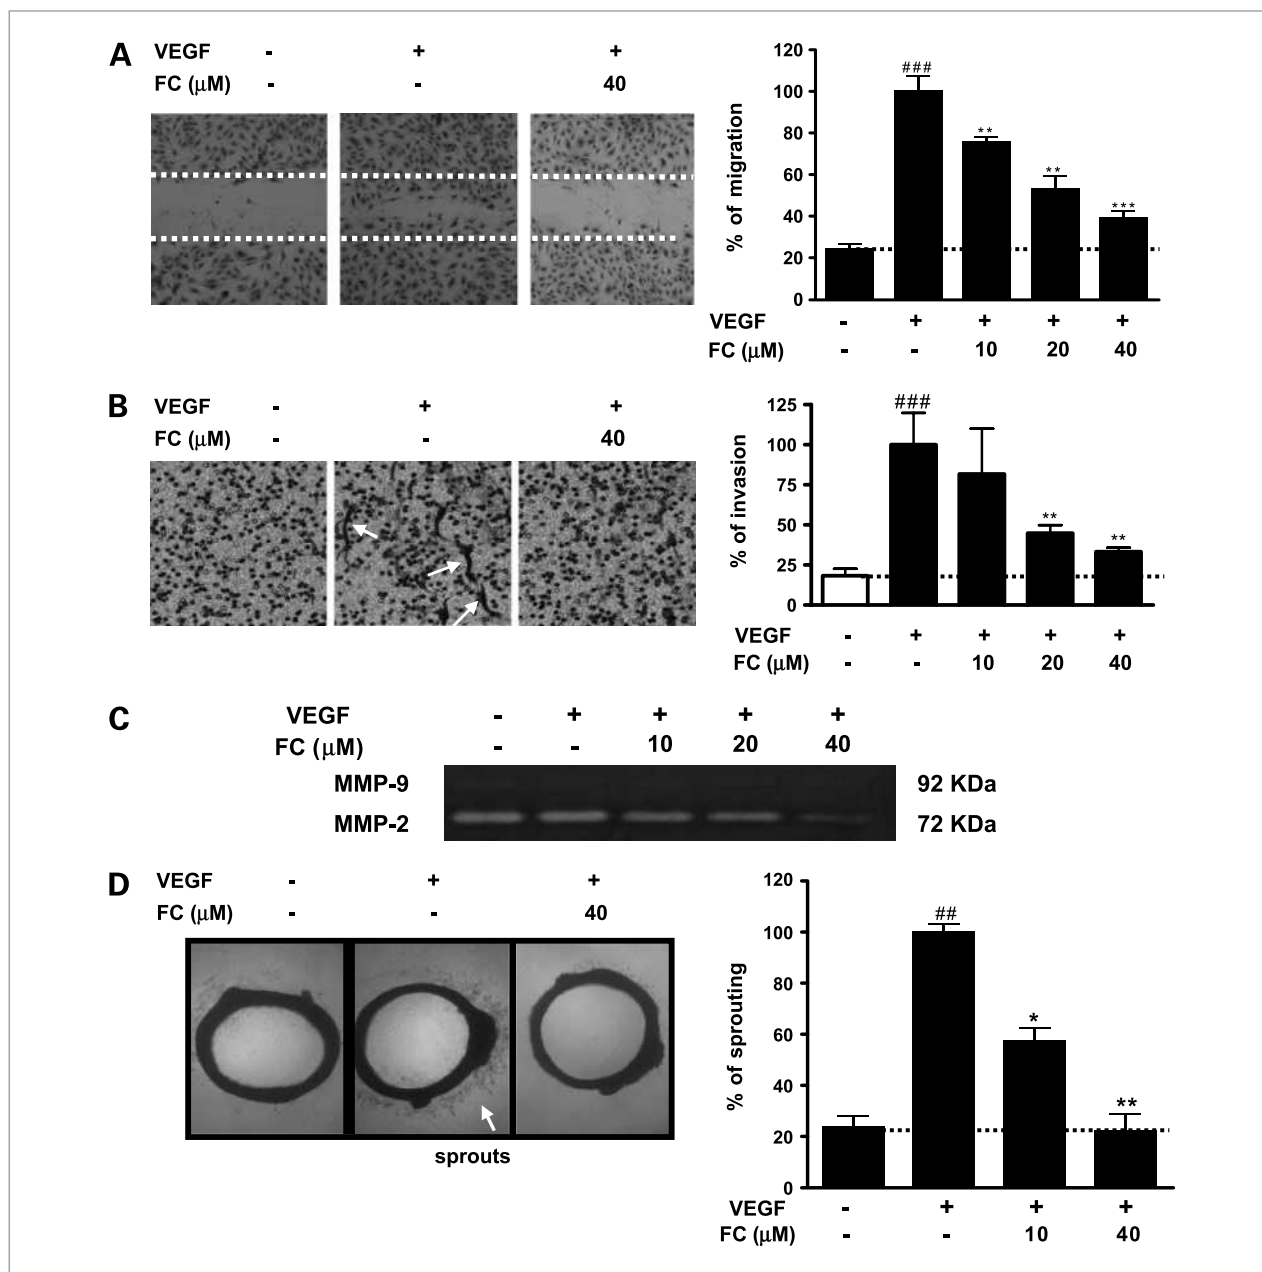 A
VEGF - + +
FC (μM) - - 40
% of migration
120
100
80
60
40
20
0
###
**
**
***
VEGF - + + + +
FC (μM) - - 10 20 40
B
VEGF - + +
FC (μM) - - 40
% of invasion
125
100
75
50
25
0
###
**
**
VEGF - + + + +
FC (μM) - - 10 20 40
C
VEGF - + + + +
FC (μM) - - 10 20 40
MMP-9 92 KDa
MMP-2 72 KDa
D
VEGF - + +
FC (μM) - - 40
sprouts
% of sprouting
120
100
80
60
40
20
0
##
*
**
VEGF - + + +
FC (μM) - - 10 40